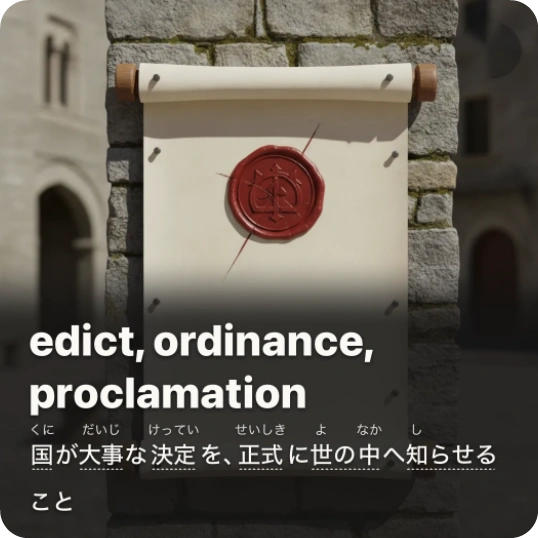 edict, ordinance,
proclamation
くに だいじ けってい せいしき よ なか し
国が大事な決定を、正式に世の中へ知らせる
こと